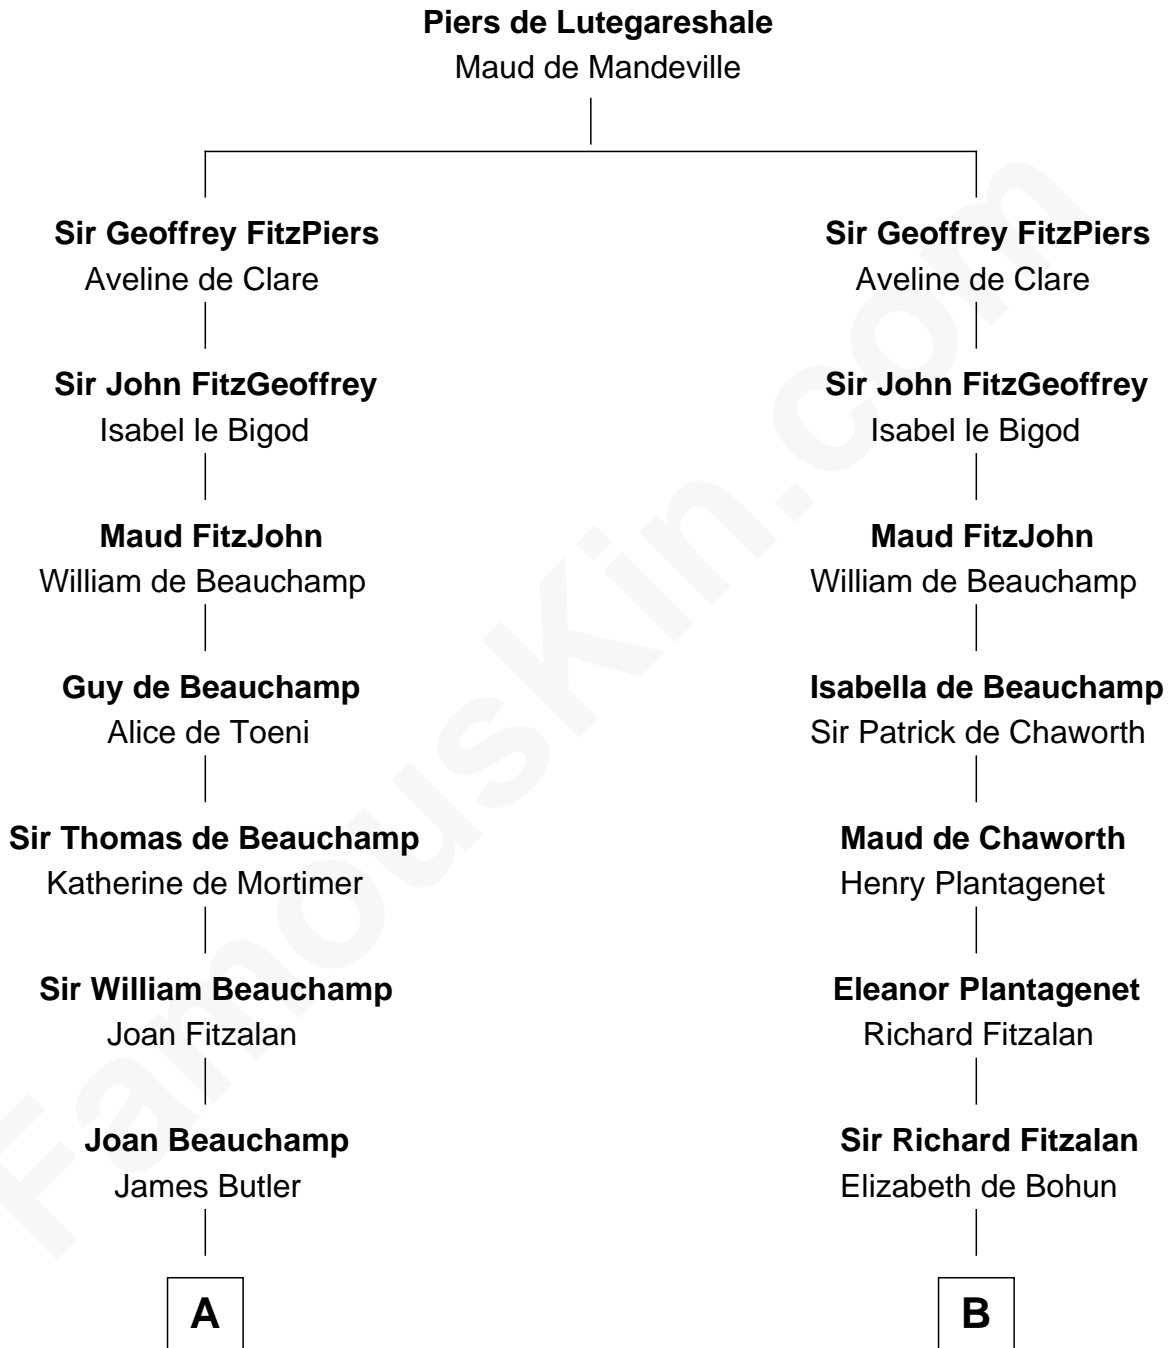 Piers de Lutegareshale
Maud de Mandeville
Sir Geoffrey FitzPiers
Aveline de Clare
Sir John FitzGeoffrey
Isabel le Bigod
Maud FitzJohn
William de Beauchamp
Guy de Beauchamp
Alice de Toeni
Sir Thomas de Beauchamp
Katherine de Mortimer
Sir William Beauchamp
Joan Fitzalan
Joan Beauchamp
James Butler
A
Sir Geoffrey FitzPiers
Aveline de Clare
Sir John FitzGeoffrey
Isabel le Bigod
Maud FitzJohn
William de Beauchamp
Isabella de Beauchamp
Sir Patrick de Chaworth
Maud de Chaworth
Henry Plantagenet
Eleanor Plantagenet
Richard Fitzalan
Sir Richard Fitzalan
Elizabeth de Bohun
B
FamousKin.com